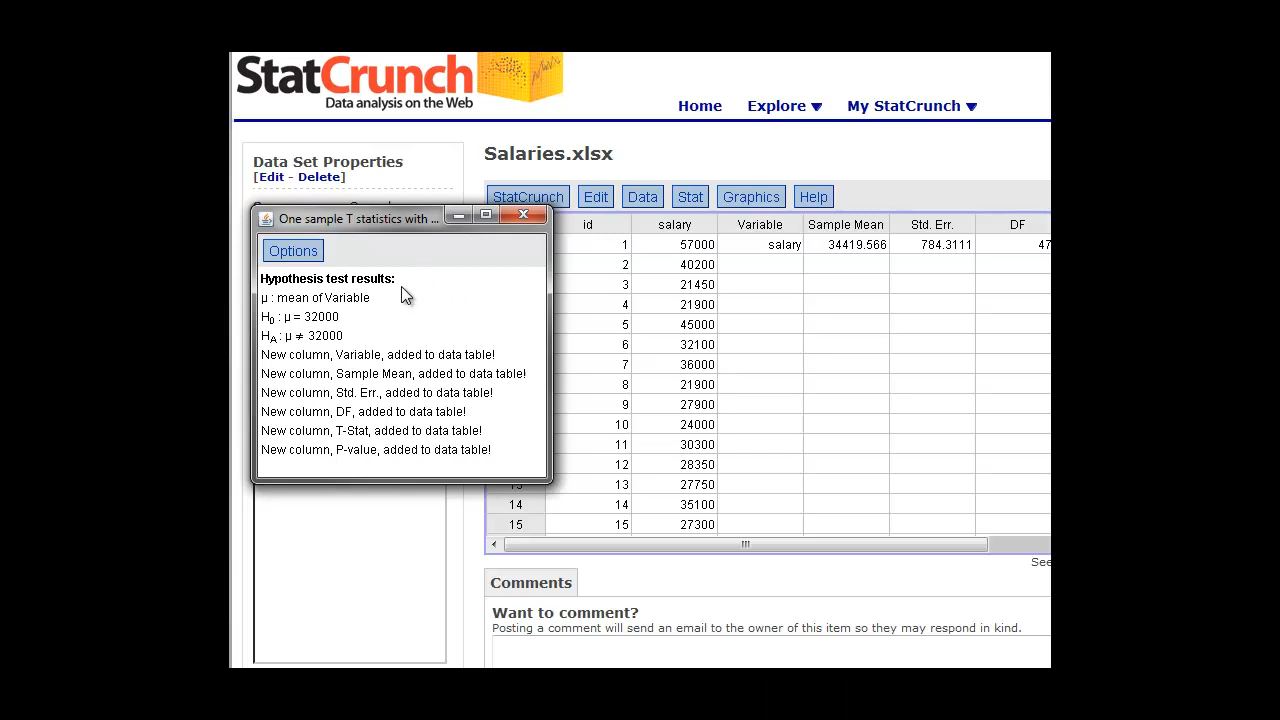 StatCrunch
Data analysis on the Web
Home Explore My StatCrunch
Data Set Properties
[Edit - Delete]
Salaries.xlsx
StatCrunch Edit Data Stat Graphics Help
One sample T statistics with ...
Options
Hypothesis test results:
μ : mean of Variable
H0 : μ = 32000
HA : μ ≠ 32000
New column, Variable, added to data table!
New column, Sample Mean, added to data table!
New column, Std. Err., added to data table!
New column, DF, added to data table!
New column, T-Stat, added to data table!
New column, P-value, added to data table!
id salary Variable Sample Mean Std. Err. DF
1 57000 salary 34419.566 784.3111 47
2 40200
3 21450
4 21900
5 45000
6 32100
7 36000
8 21900
9 27900
10 24000
11 30300
12 28350
13 27750
14 14 35100
15 15 27300
See
Comments
Want to comment?
Posting a comment will send an email to the owner of this item so they may respond in kind.